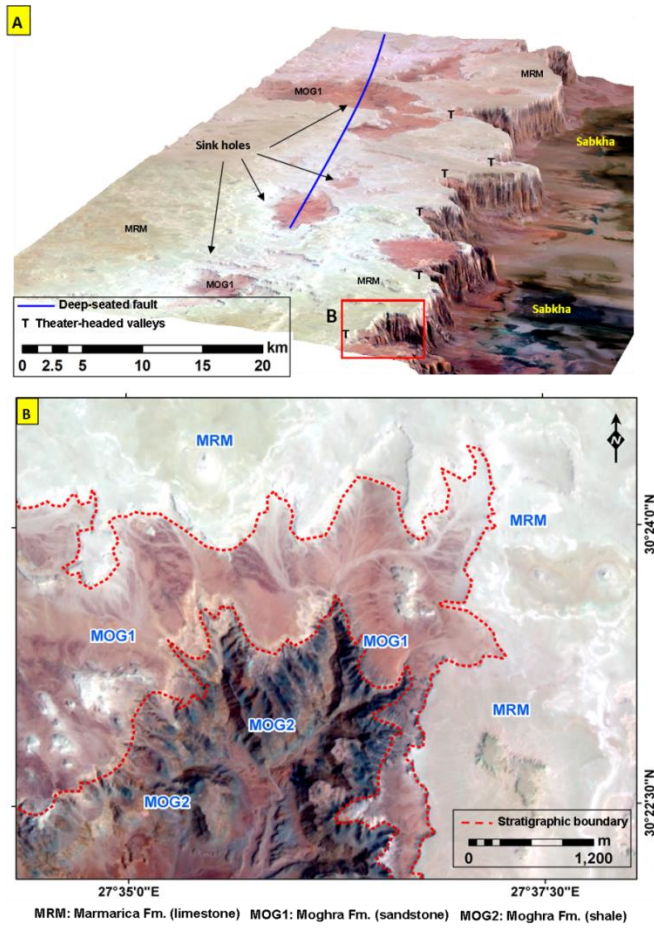 A
MOG1
MRM
T
Sink holes
Sabkha
T
T
T
MRM
T
MOG1
MRM
Sabkha
Deep-seated fault
T Theater-headed valleys
km
0 2.5 5 10 15 20
B
T
B
MRM
N
MRM
30°24'0"N
MOG1
MOG1
MRM
MOG2
MOG2
30°22'30"N
Stratigraphic boundary
m
0 1,200
27°35'0"E 27°37'30"E
MRM: Marmarica Fm. (limestone) MOG1: Moghra Fm. (sandstone) MOG2: Moghra Fm. (shale)